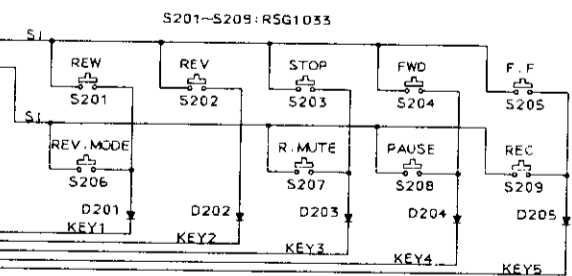 S201~S209:RSG1033
S1
REW REV STOP FWD F.F
S201 S202 S203 S204 S205
S1
REV.MODE R.MUTE PAUSE REC
S206 S207 S208 S209
D201 D202 D203 D204 D205
KEY1 KEY2 KEY3 KEY4 KEY5